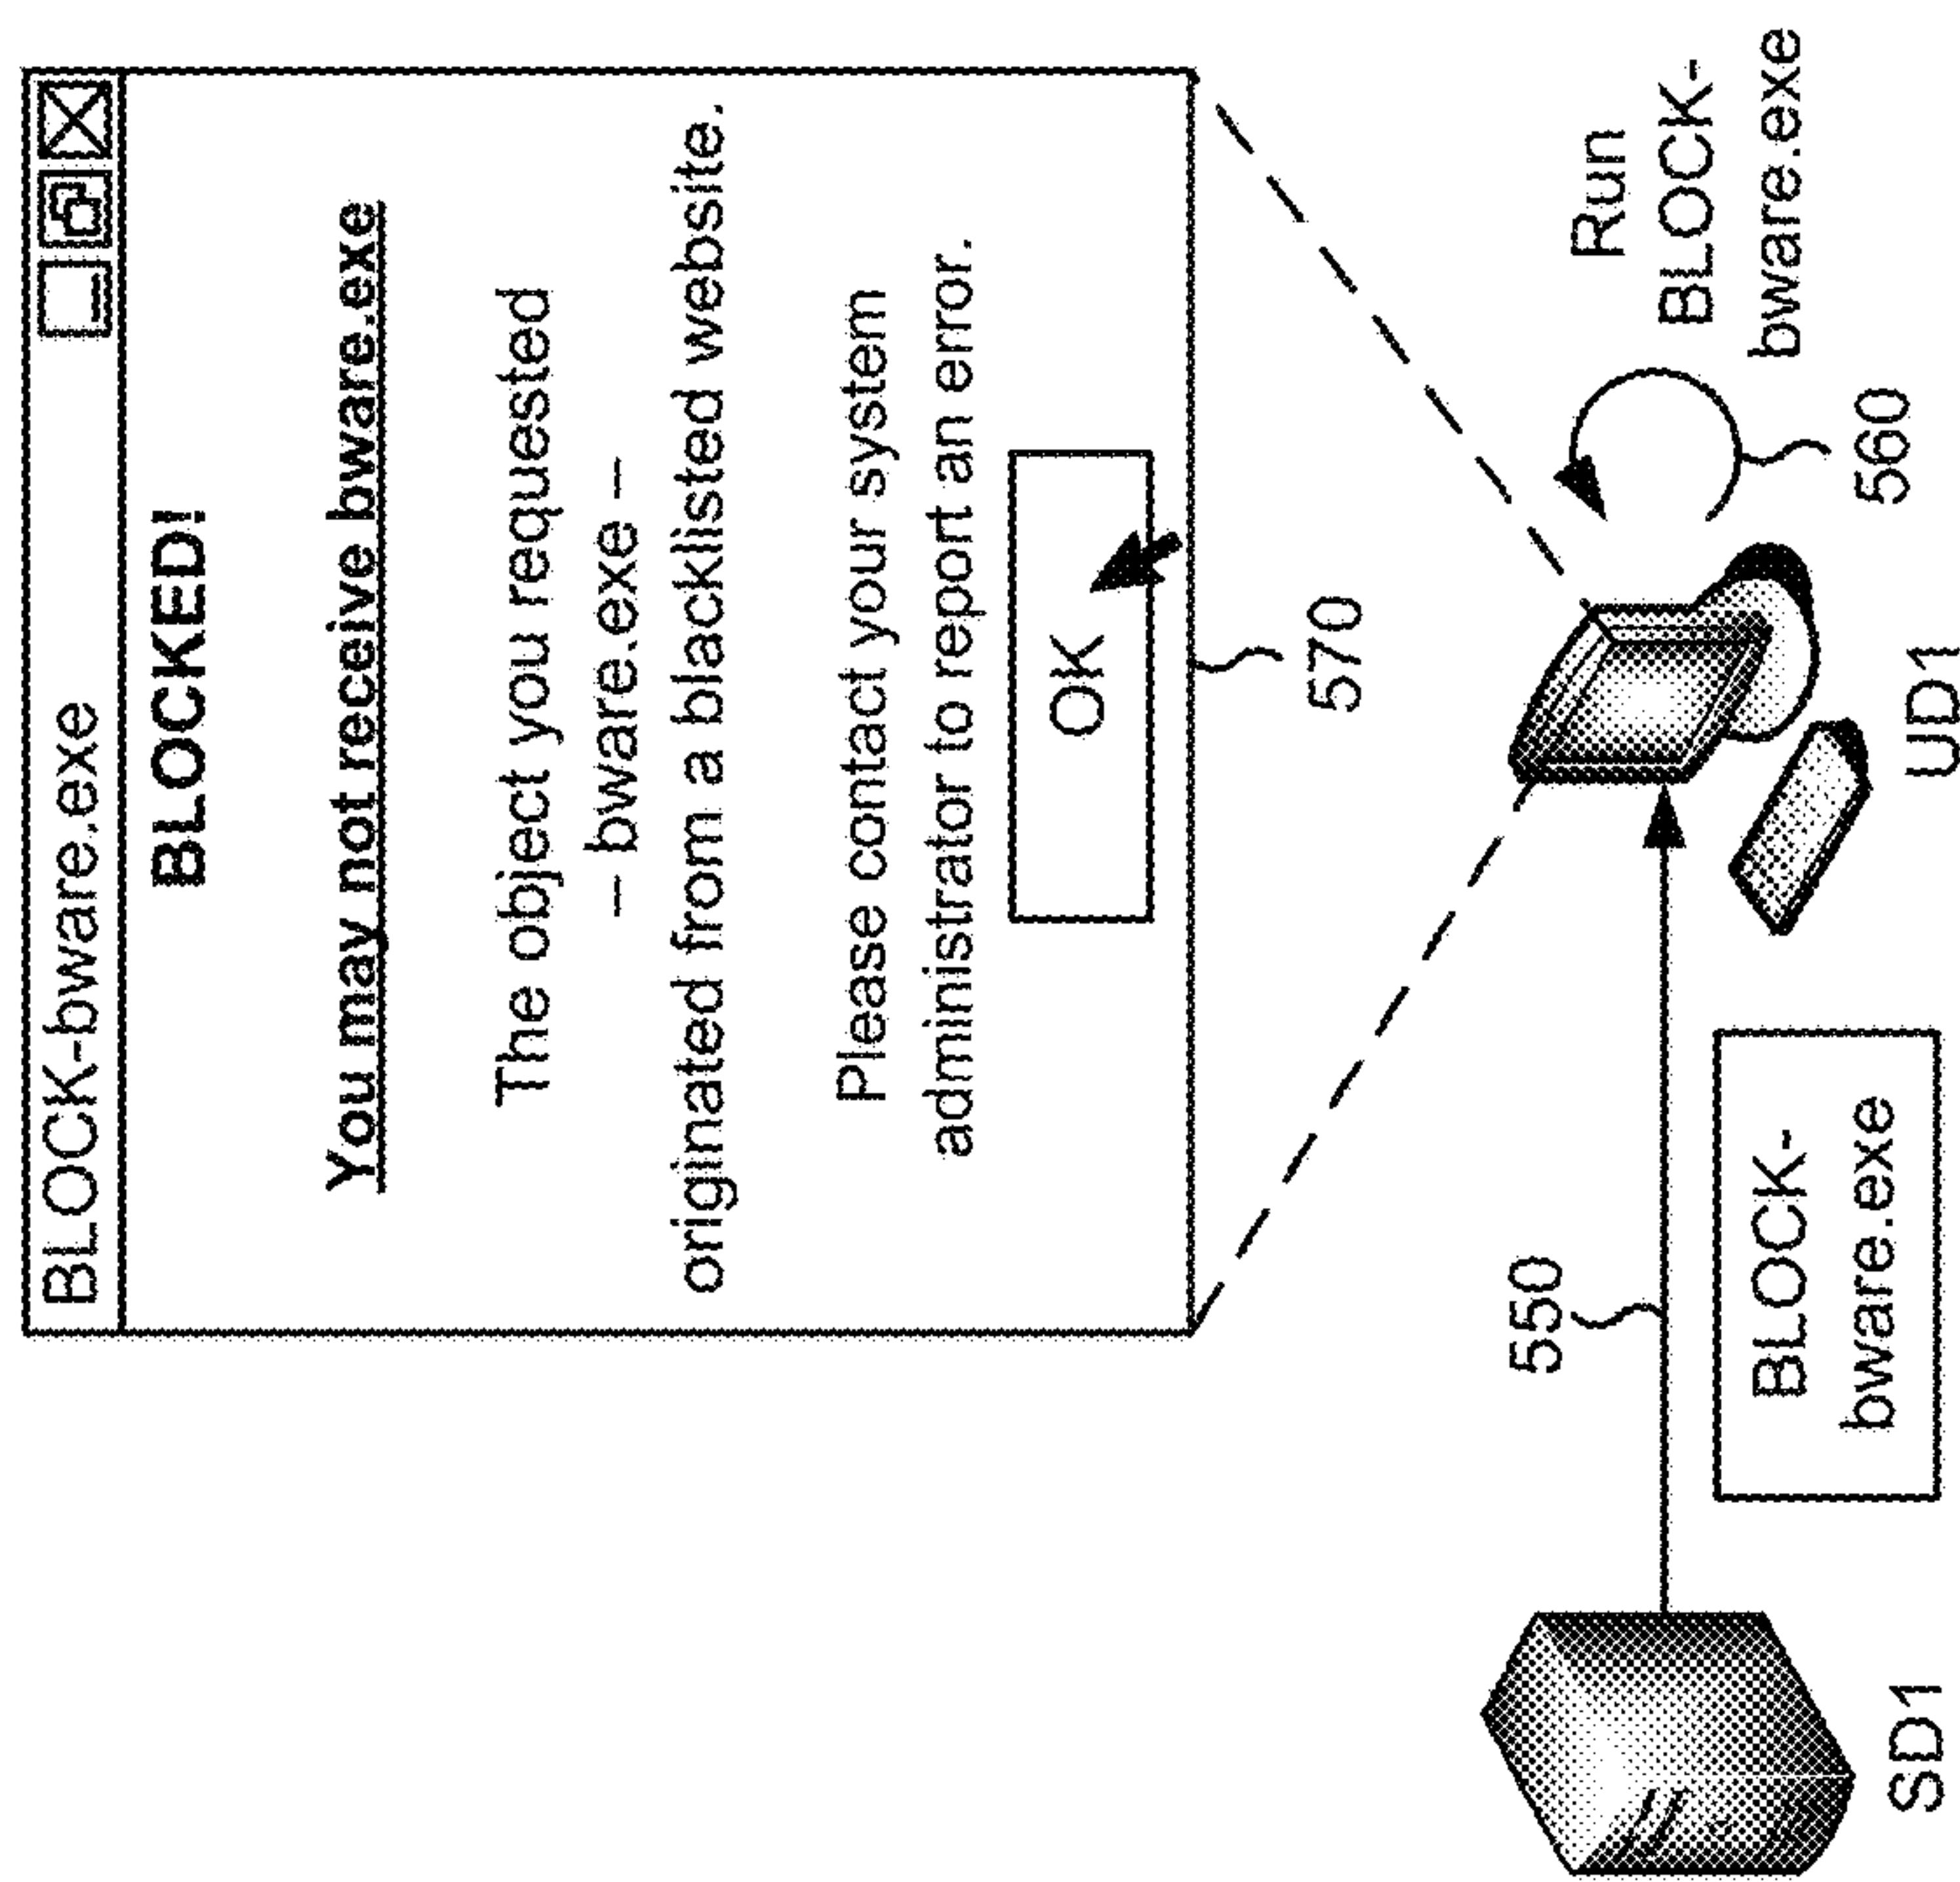 BLOCK-bware.exe
BLOCKED!
You may not receive bware.exe
The object you requested
– bware.exe –
originated from a blacklisted website.
Please contact your system
administrator to report an error.
OK
570
550
BLOCK-
bware.exe
SD1
UD1
560
Run
BLOCK-
bware.exe